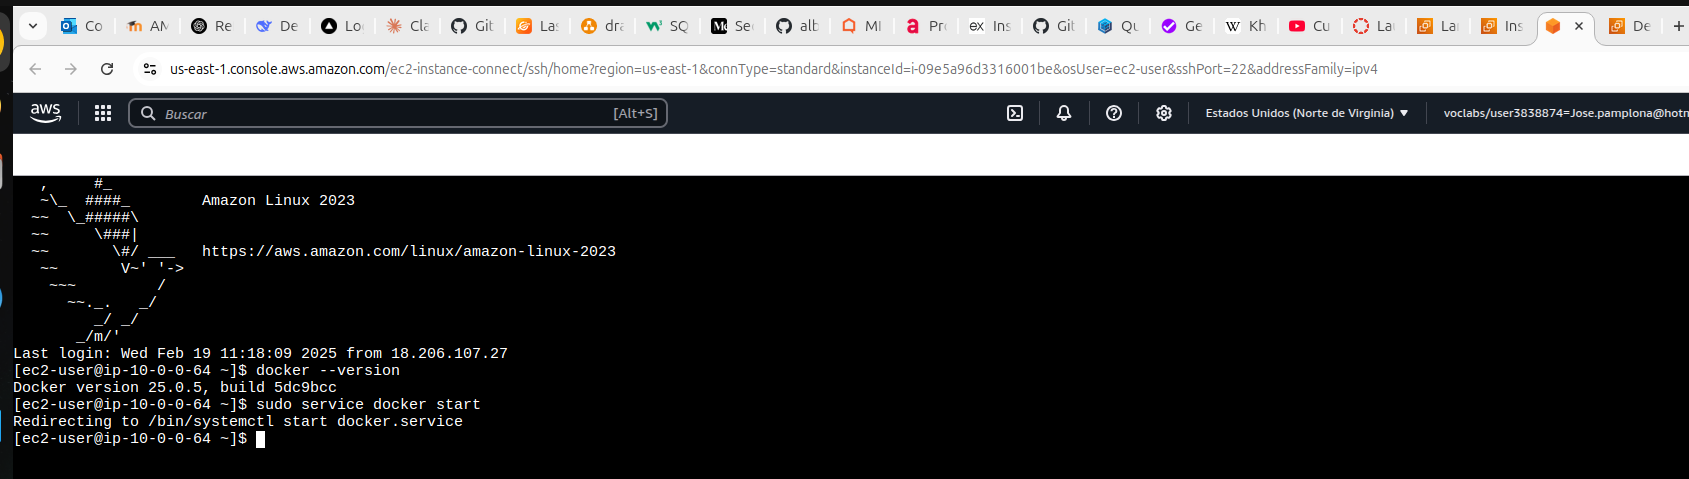 Co
AM
Re
De
Lo
Cla
Git
Las
dra
SQ
Se
alb
MI
Pr
ex Ins
Git
Qu
Ge
W Kh
Cu
Lau
Lan
Ins
De
us-east-1.console.aws.amazon.com/ec2-instance-connect/ssh/home?region=us-east-1&connType=standard&instanceId=i-09e5a96d3316001be&osUser=ec2-user&sshPort=22&addressFamily=ipv4
aws
Buscar
[Alt+S]
Estados Unidos (Norte de Virginia)
voclabs/user3838874=Jose.pamplona@hotm
   ,     #_
   ~\_  ####_        Amazon Linux 2023
  ~~  \_#####\
  ~~     \###|
  ~~       \#/ ___   https://aws.amazon.com/linux/amazon-linux-2023
   ~~       V~' '->
    ~~~         /
      ~~._.   _/
         _/ _/
       _/m/'
Last login: Wed Feb 19 11:18:09 2025 from 18.206.107.27
[ec2-user@ip-10-0-0-64 ~]$ docker --version
Docker version 25.0.5, build 5dc9bcc
[ec2-user@ip-10-0-0-64 ~]$ sudo service docker start
Redirecting to /bin/systemctl start docker.service
[ec2-user@ip-10-0-0-64 ~]$